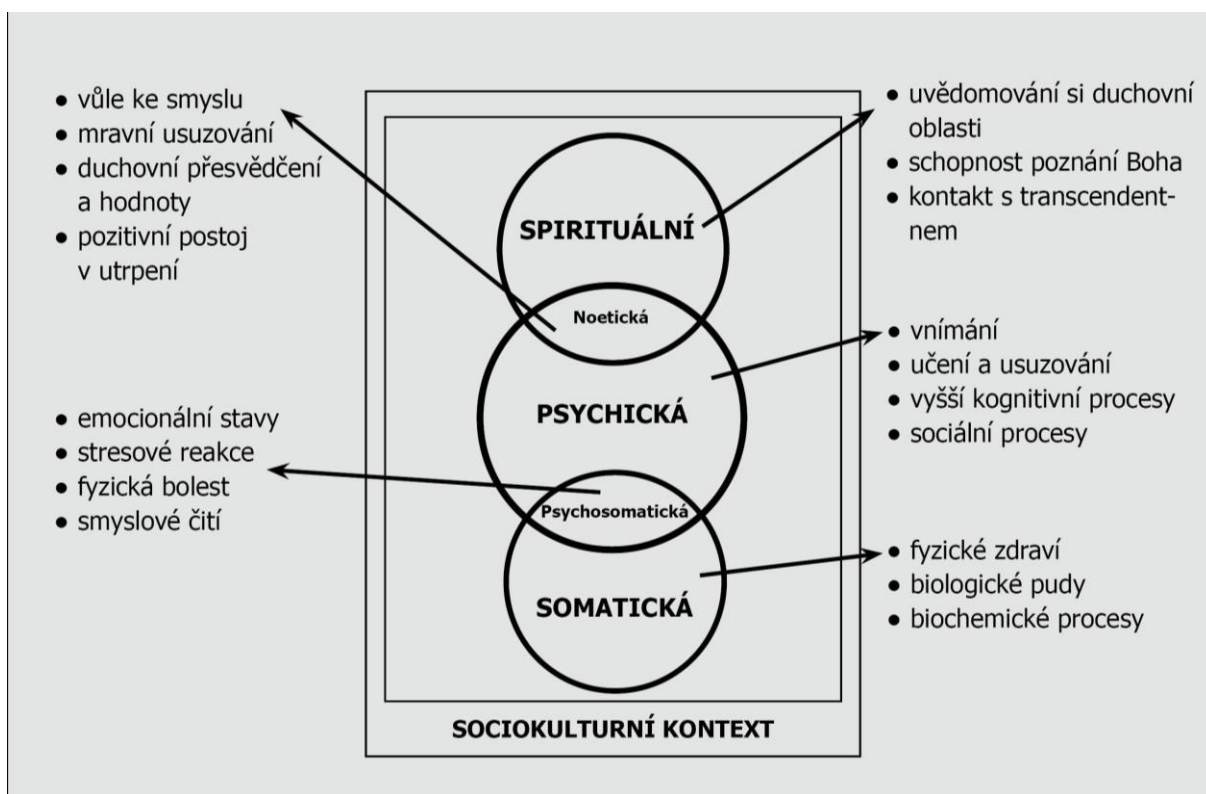 ● vůle ke smyslu
● mravní usuzování
● duchovní přesvědčení
a hodnoty
● pozitivní postoj
v utrpení
● emocionální stavy
● stresové reakce
● fyzická bolest
● smyslové čití
SPIRITUÁLNÍ
Noetická
PSYCHICKÁ
Psychosomatická
SOMATICKÁ
SOCIOKULTURNÍ KONTEXT
● uvědomování si duchovní
oblasti
● schopnost poznání Boha
● kontakt s transcendent-
nem
● vnímání
● učení a usuzování
● vyšší kognitivní procesy
● sociální procesy
● fyzické zdraví
● biologické pudy
● biochemické procesy